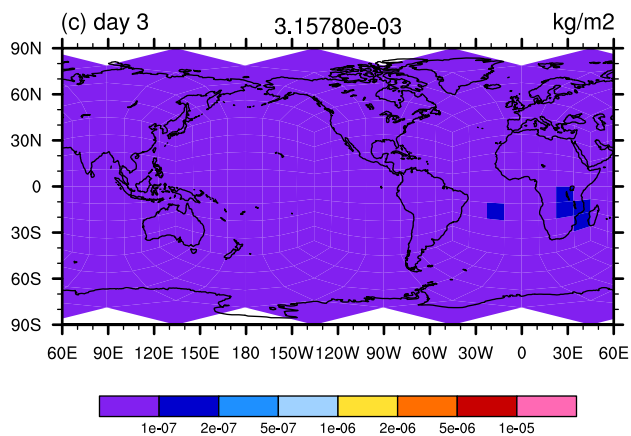 (c) day 3 3.15780e-03 kg/m2
90N
60N
30N
0
30S
60S
90S
60E 90E 120E 150E 180 150W 120W 90W 60W 30W 0 30E 60E
1e-07 2e-07 5e-07 1e-06 2e-06 5e-06 1e-05